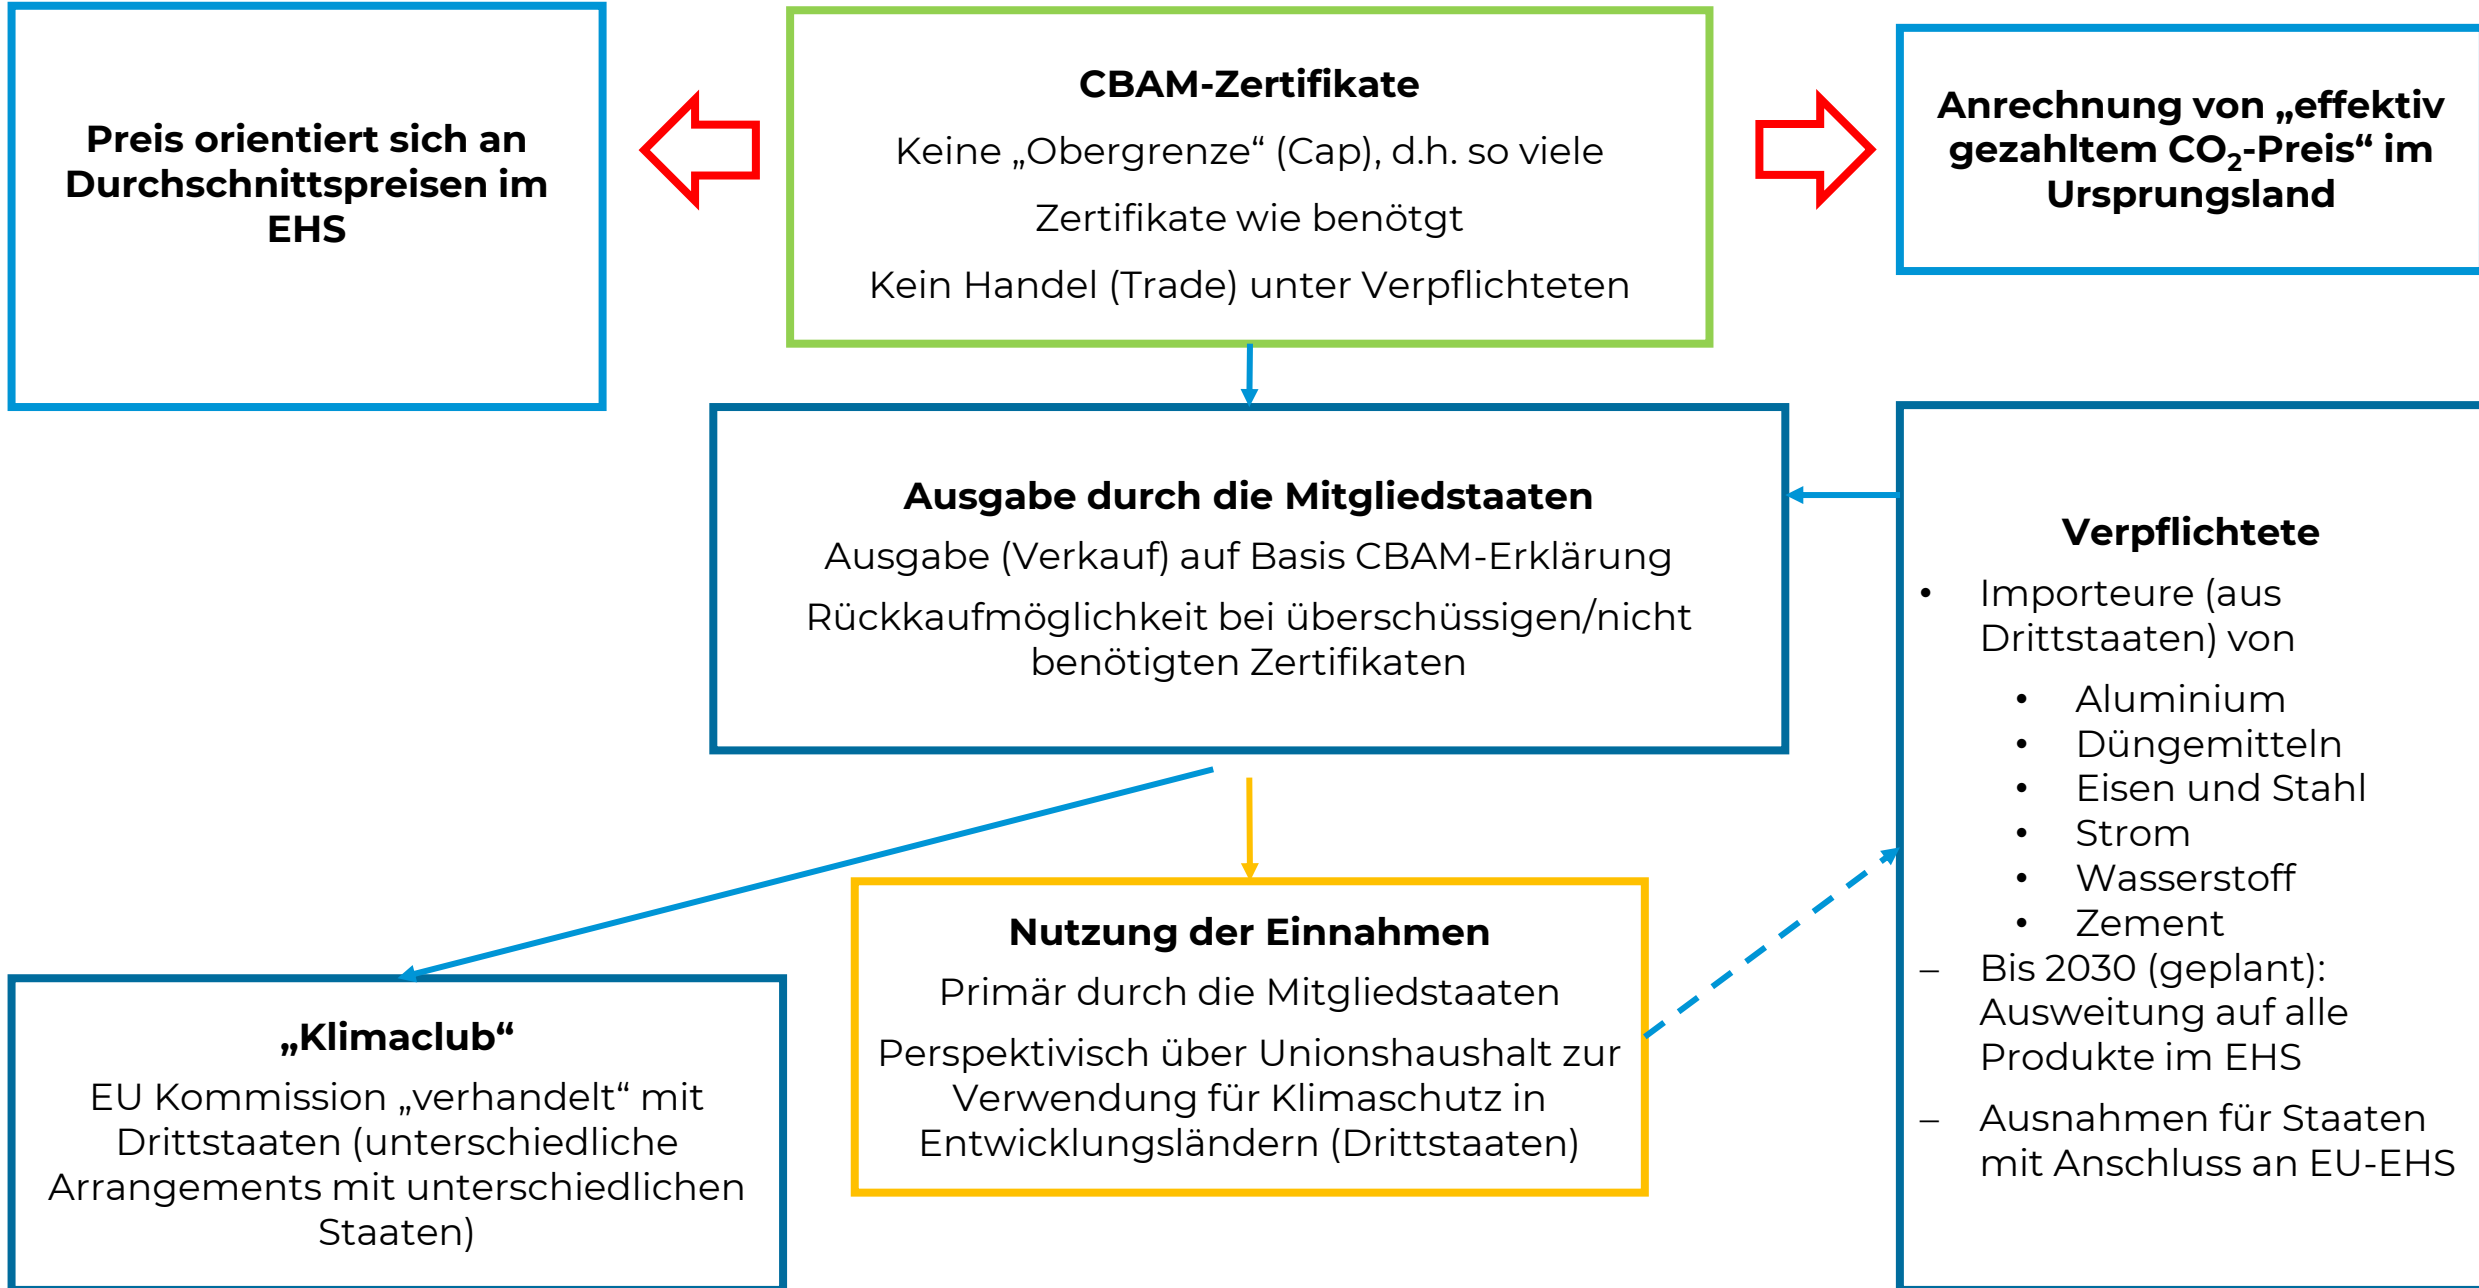 Preis orientiert sich an
Durchschnittspreisen im
EHS
CBAM-Zertifikate
Keine „Obergrenze“ (Cap), d.h. so viele
Zertifikate wie benötgt
Kein Handel (Trade) unter Verpflichteten
Anrechnung von „effektiv
gezahltem CO₂-Preis“ im
Ursprungsland
Ausgabe durch die Mitgliedstaaten
Ausgabe (Verkauf) auf Basis CBAM-Erklärung
Rückkaufmöglichkeit bei überschüssigen/nicht
benötigten Zertifikaten
Verpflichtete
• Importeure (aus
Drittstaaten) von
• Aluminium
• Düngemitteln
• Eisen und Stahl
• Strom
• Wasserstoff
• Zement
– Bis 2030 (geplant):
Ausweitung auf alle
Produkte im EHS
– Ausnahmen für Staaten
mit Anschluss an EU-EHS
Nutzung der Einnahmen
Primär durch die Mitgliedstaaten
Perspektivisch über Unionshaushalt zur
Verwendung für Klimaschutz in
Entwicklungsländern (Drittstaaten)
„Klimaclub“
EU Kommission „verhandelt“ mit
Drittstaaten (unterschiedliche
Arrangements mit unterschiedlichen
Staaten)